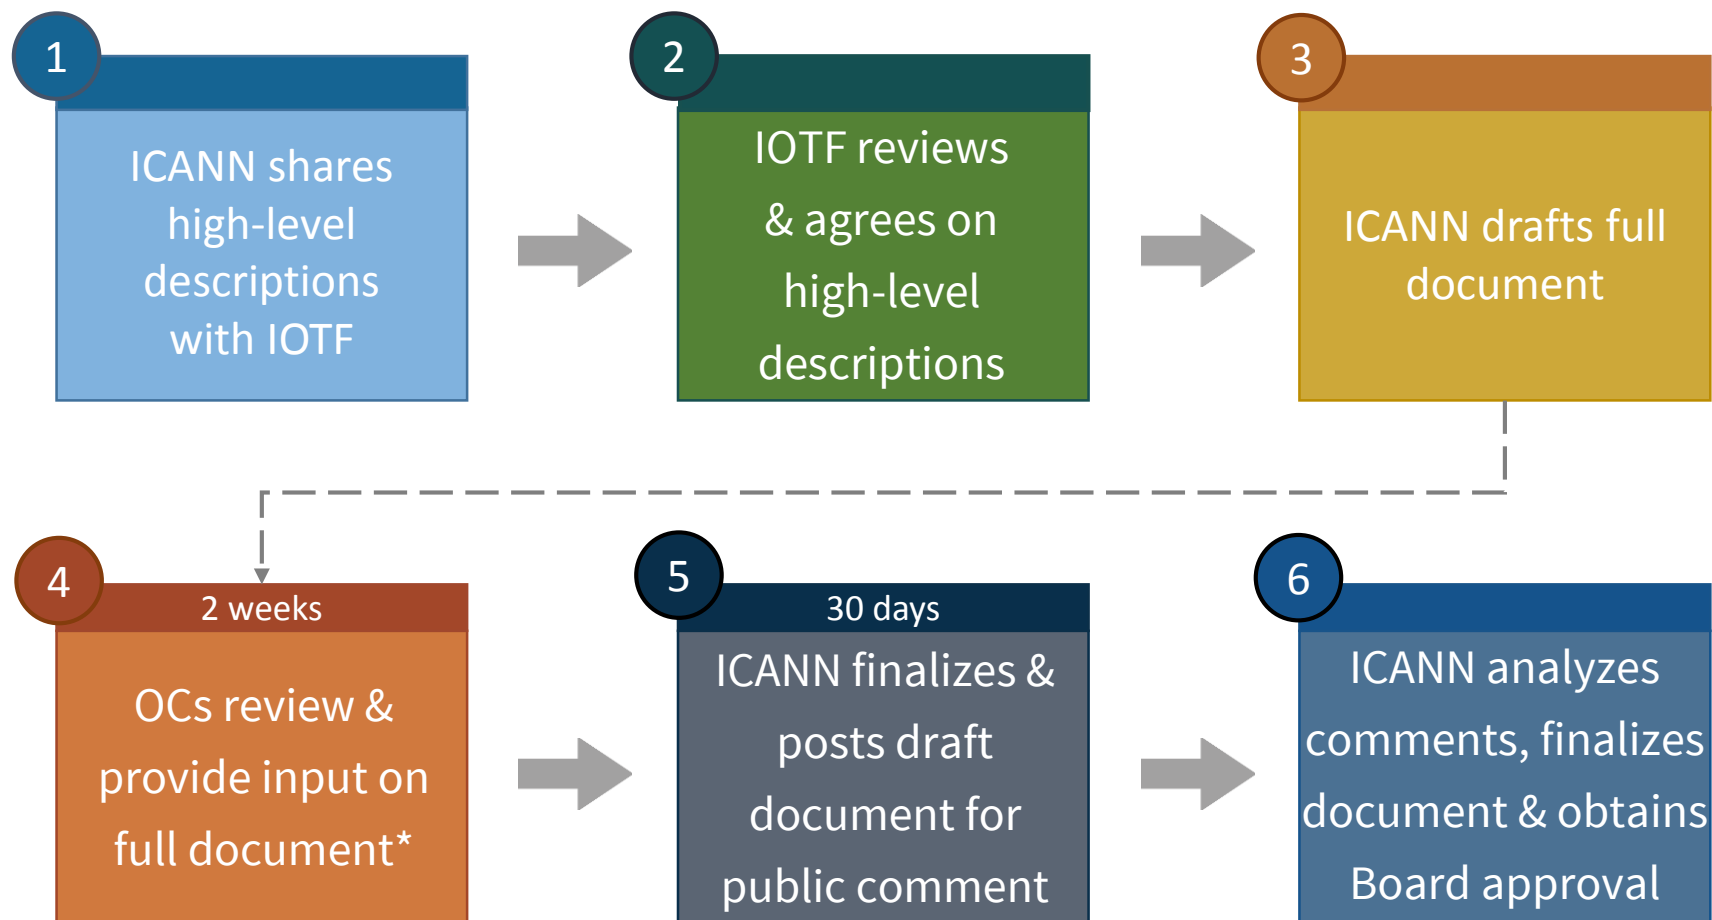 1
ICANN shares
high-level
descriptions
with IOTF
2
IOTF reviews
& agrees on
high-level
descriptions
3
ICANN drafts full
document
4
2 weeks
OCs review &
provide input on
full document*
5
30 days
ICANN finalizes &
posts draft
document for
public comment
6
ICANN analyzes
comments, finalizes
document & obtains
Board approval